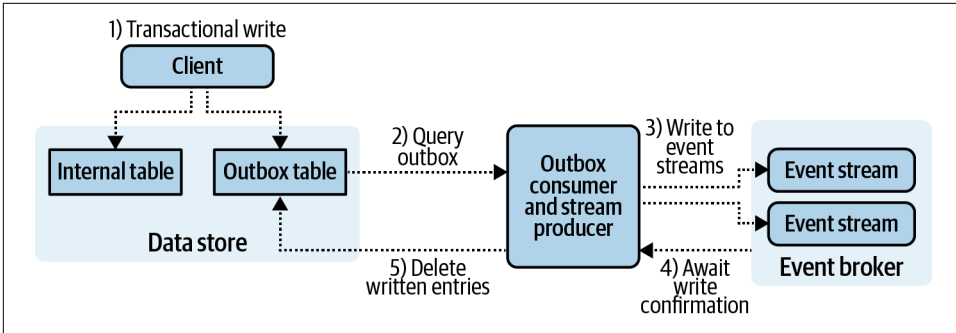 1) Transactional write
Client
Internal table
Outbox table
Data store
2) Query
outbox
Outbox
consumer
and stream
producer
3) Write to
event
streams
Event stream
Event stream
Event broker
4) Await
write
confirmation
5) Delete
written entries